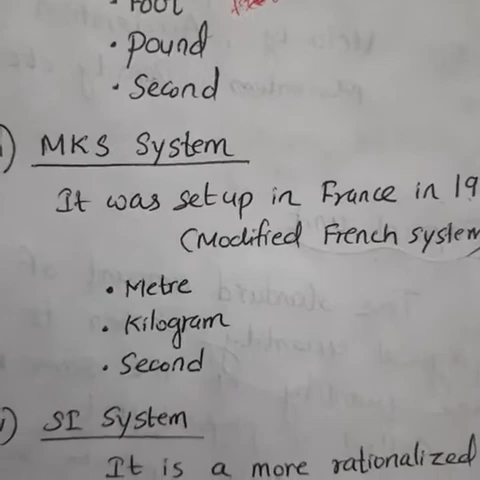 · Foot
· Pound
· Second
) MKS System
It was setup in France in 19
(Modified French system
· Metre
· Kilogram
· Second
) SI System
It is a more rationalized